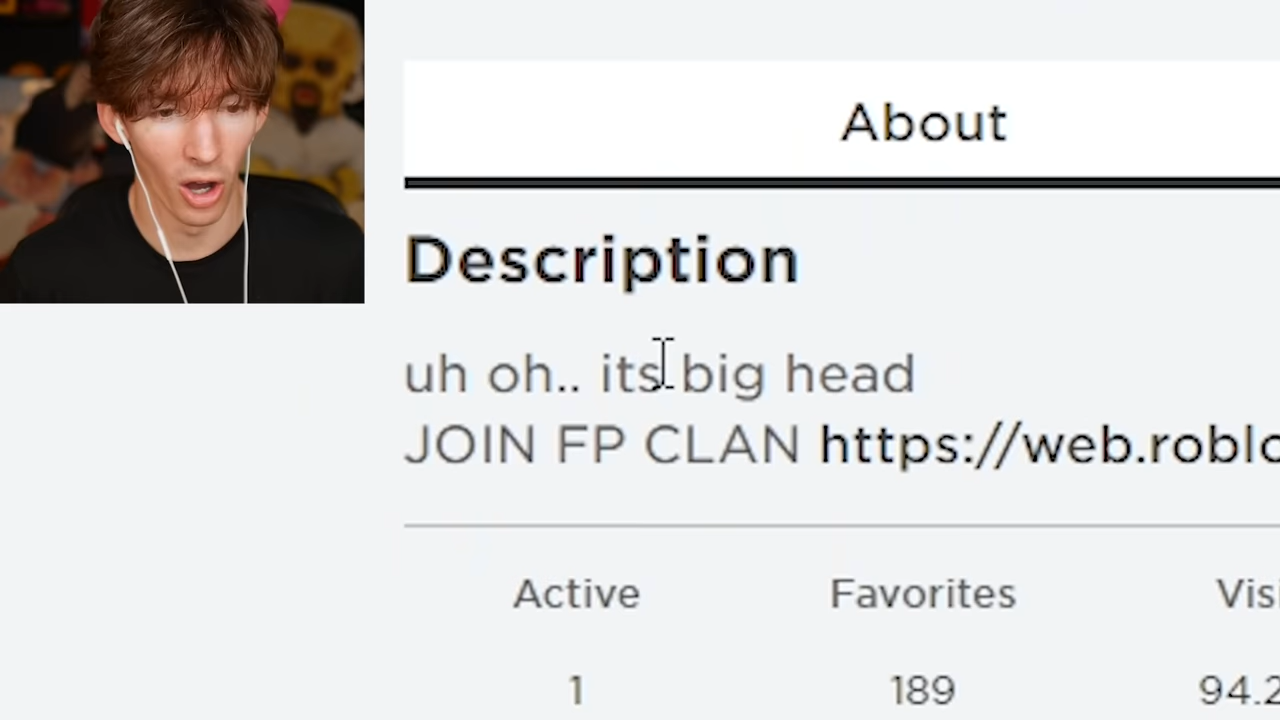 About
Description
uh oh.. its big head
JOIN FP CLAN https://web.roblo
Active Favorites Visi
1 189 94.2